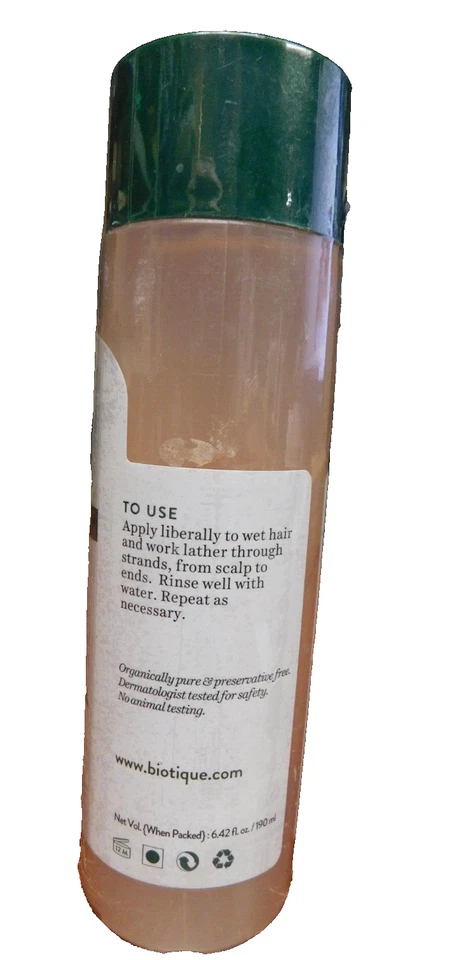 TO USE
Apply liberally to wet hair
and work lather through
strands, from scalp to
ends. Rinse well with
water. Repeat as
necessary.
Organically pure & preservative free.
Dermatologist tested for safety.
No animal testing.
www.biotique.com
Net Vol. (When Packed) : 6.42 fl. oz. / 190 ml
12 M